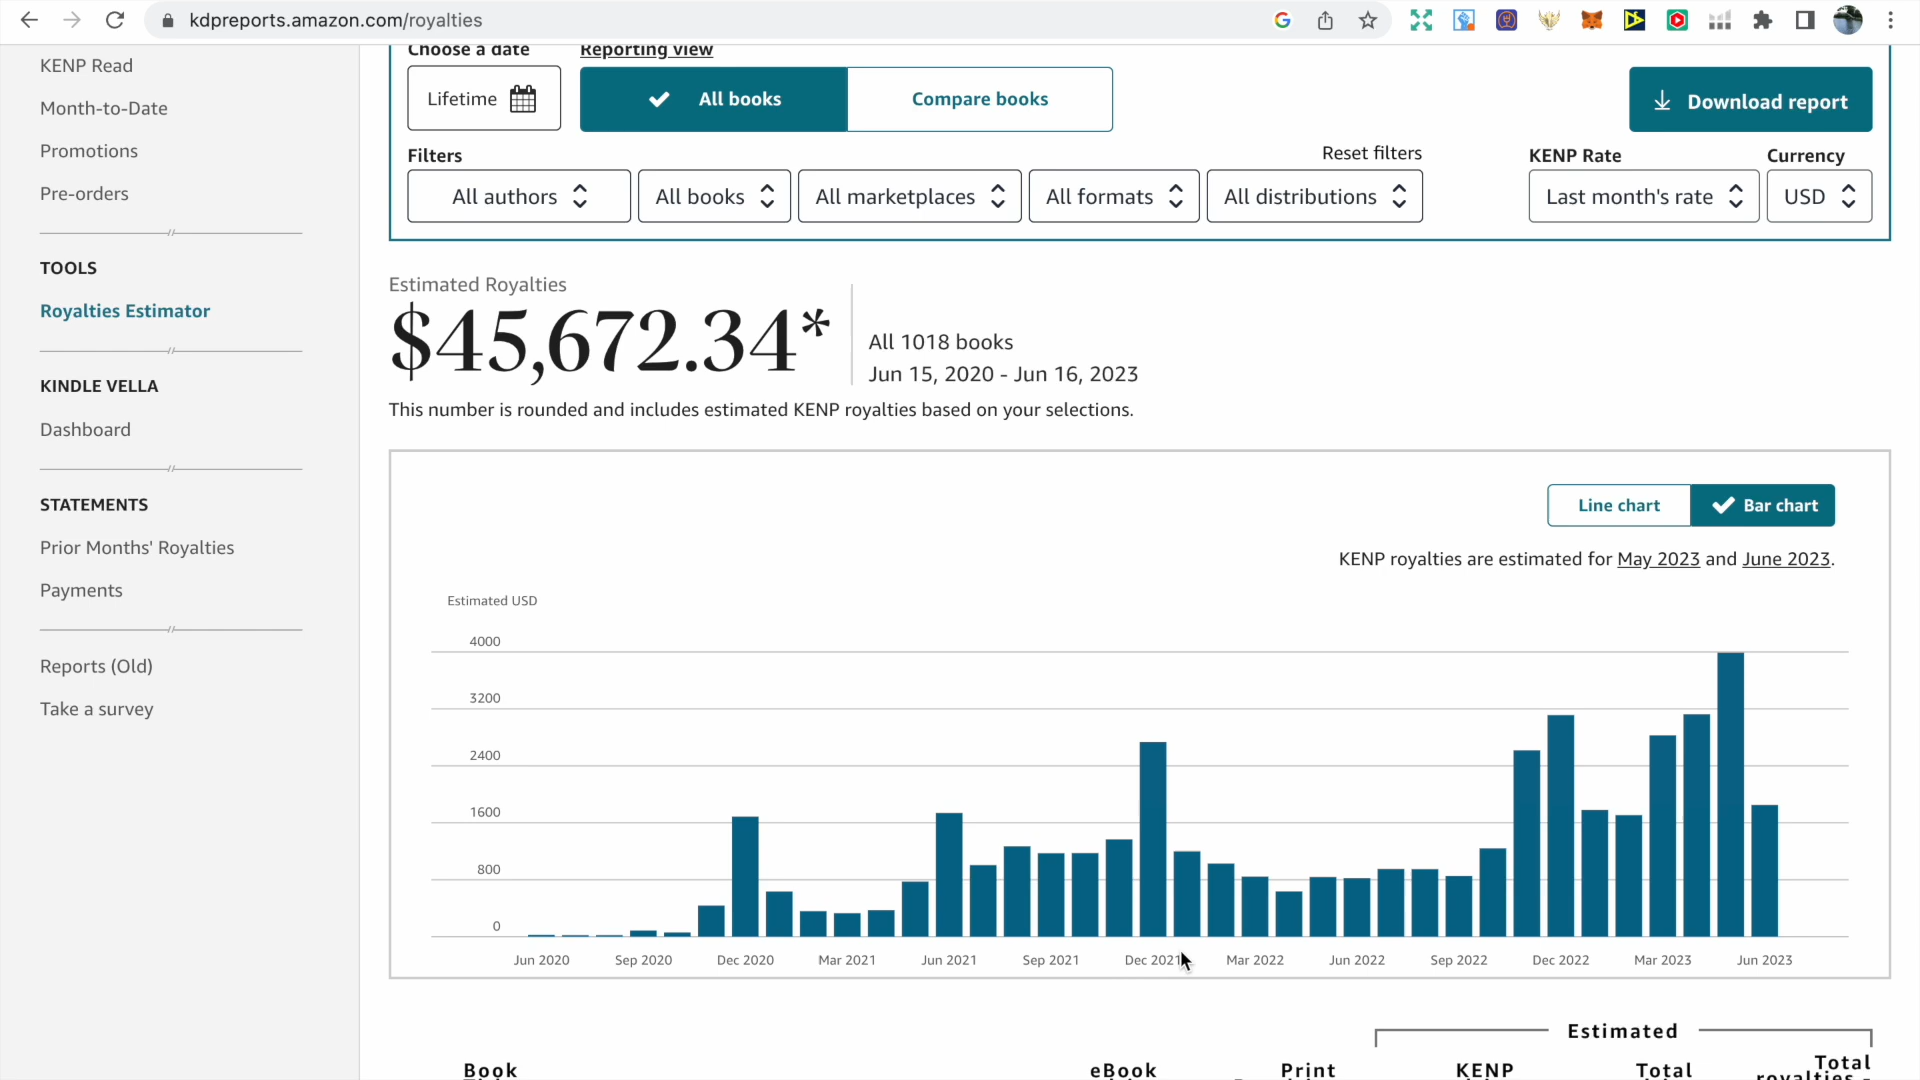 kdpreports.amazon.com/royalties
KENP Read
Month-to-Date
Promotions
Pre-orders
TOOLS
Royalties Estimator
KINDLE VELLA
Dashboard
STATEMENTS
Prior Months' Royalties
Payments
Reports (Old)
Take a survey
Choose a date
Reporting view
Lifetime
All books
Compare books
Download report
Filters
Reset filters
KENP Rate
Currency
All authors
All books
All marketplaces
All formats
All distributions
Last month's rate
USD
Estimated Royalties
$45,672.34*
All 1018 books
Jun 15, 2020 - Jun 16, 2023
This number is rounded and includes estimated KENP royalties based on your selections.
Line chart
Bar chart
KENP royalties are estimated for May 2023 and June 2023.
Estimated USD
4000
3200
2400
1600
800
0
Jun 2020
Sep 2020
Dec 2020
Mar 2021
Jun 2021
Sep 2021
Dec 2021
Mar 2022
Jun 2022
Sep 2022
Dec 2022
Mar 2023
Jun 2023
Estimated
Book
eBook
Print
KENP
Total
Total
royalties -